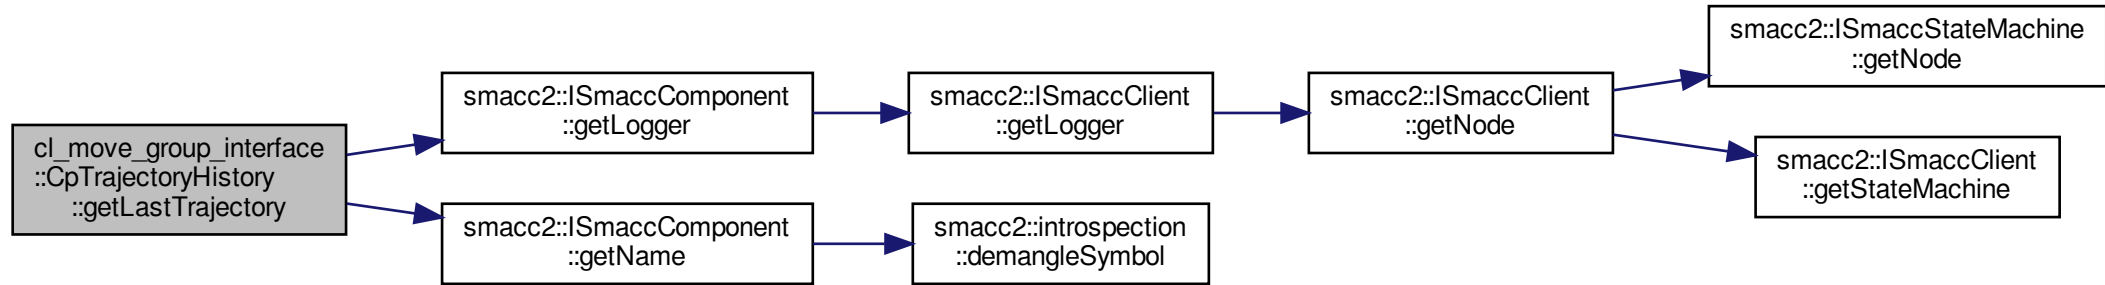 cl_move_group_interface
::CpTrajectoryHistory
::getLastTrajectory
smacc2::ISmaccComponent
::getLogger
smacc2::ISmaccClient
::getLogger
smacc2::ISmaccClient
::getNode
smacc2::ISmaccStateMachine
::getNode
smacc2::ISmaccClient
::getStateMachine
smacc2::ISmaccComponent
::getName
smacc2::introspection
::demangleSymbol